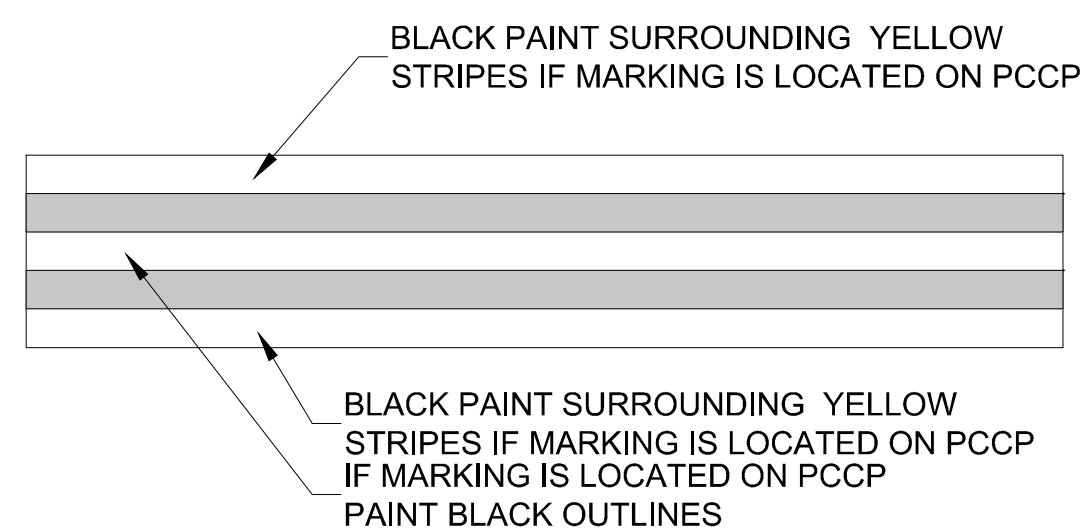 BLACK PAINT SURROUNDING YELLOW
STRIPES IF MARKING IS LOCATED ON PCCP
BLACK PAINT SURROUNDING YELLOW
STRIPES IF MARKING IS LOCATED ON PCCP
IF MARKING IS LOCATED ON PCCP
PAINT BLACK OUTLINES